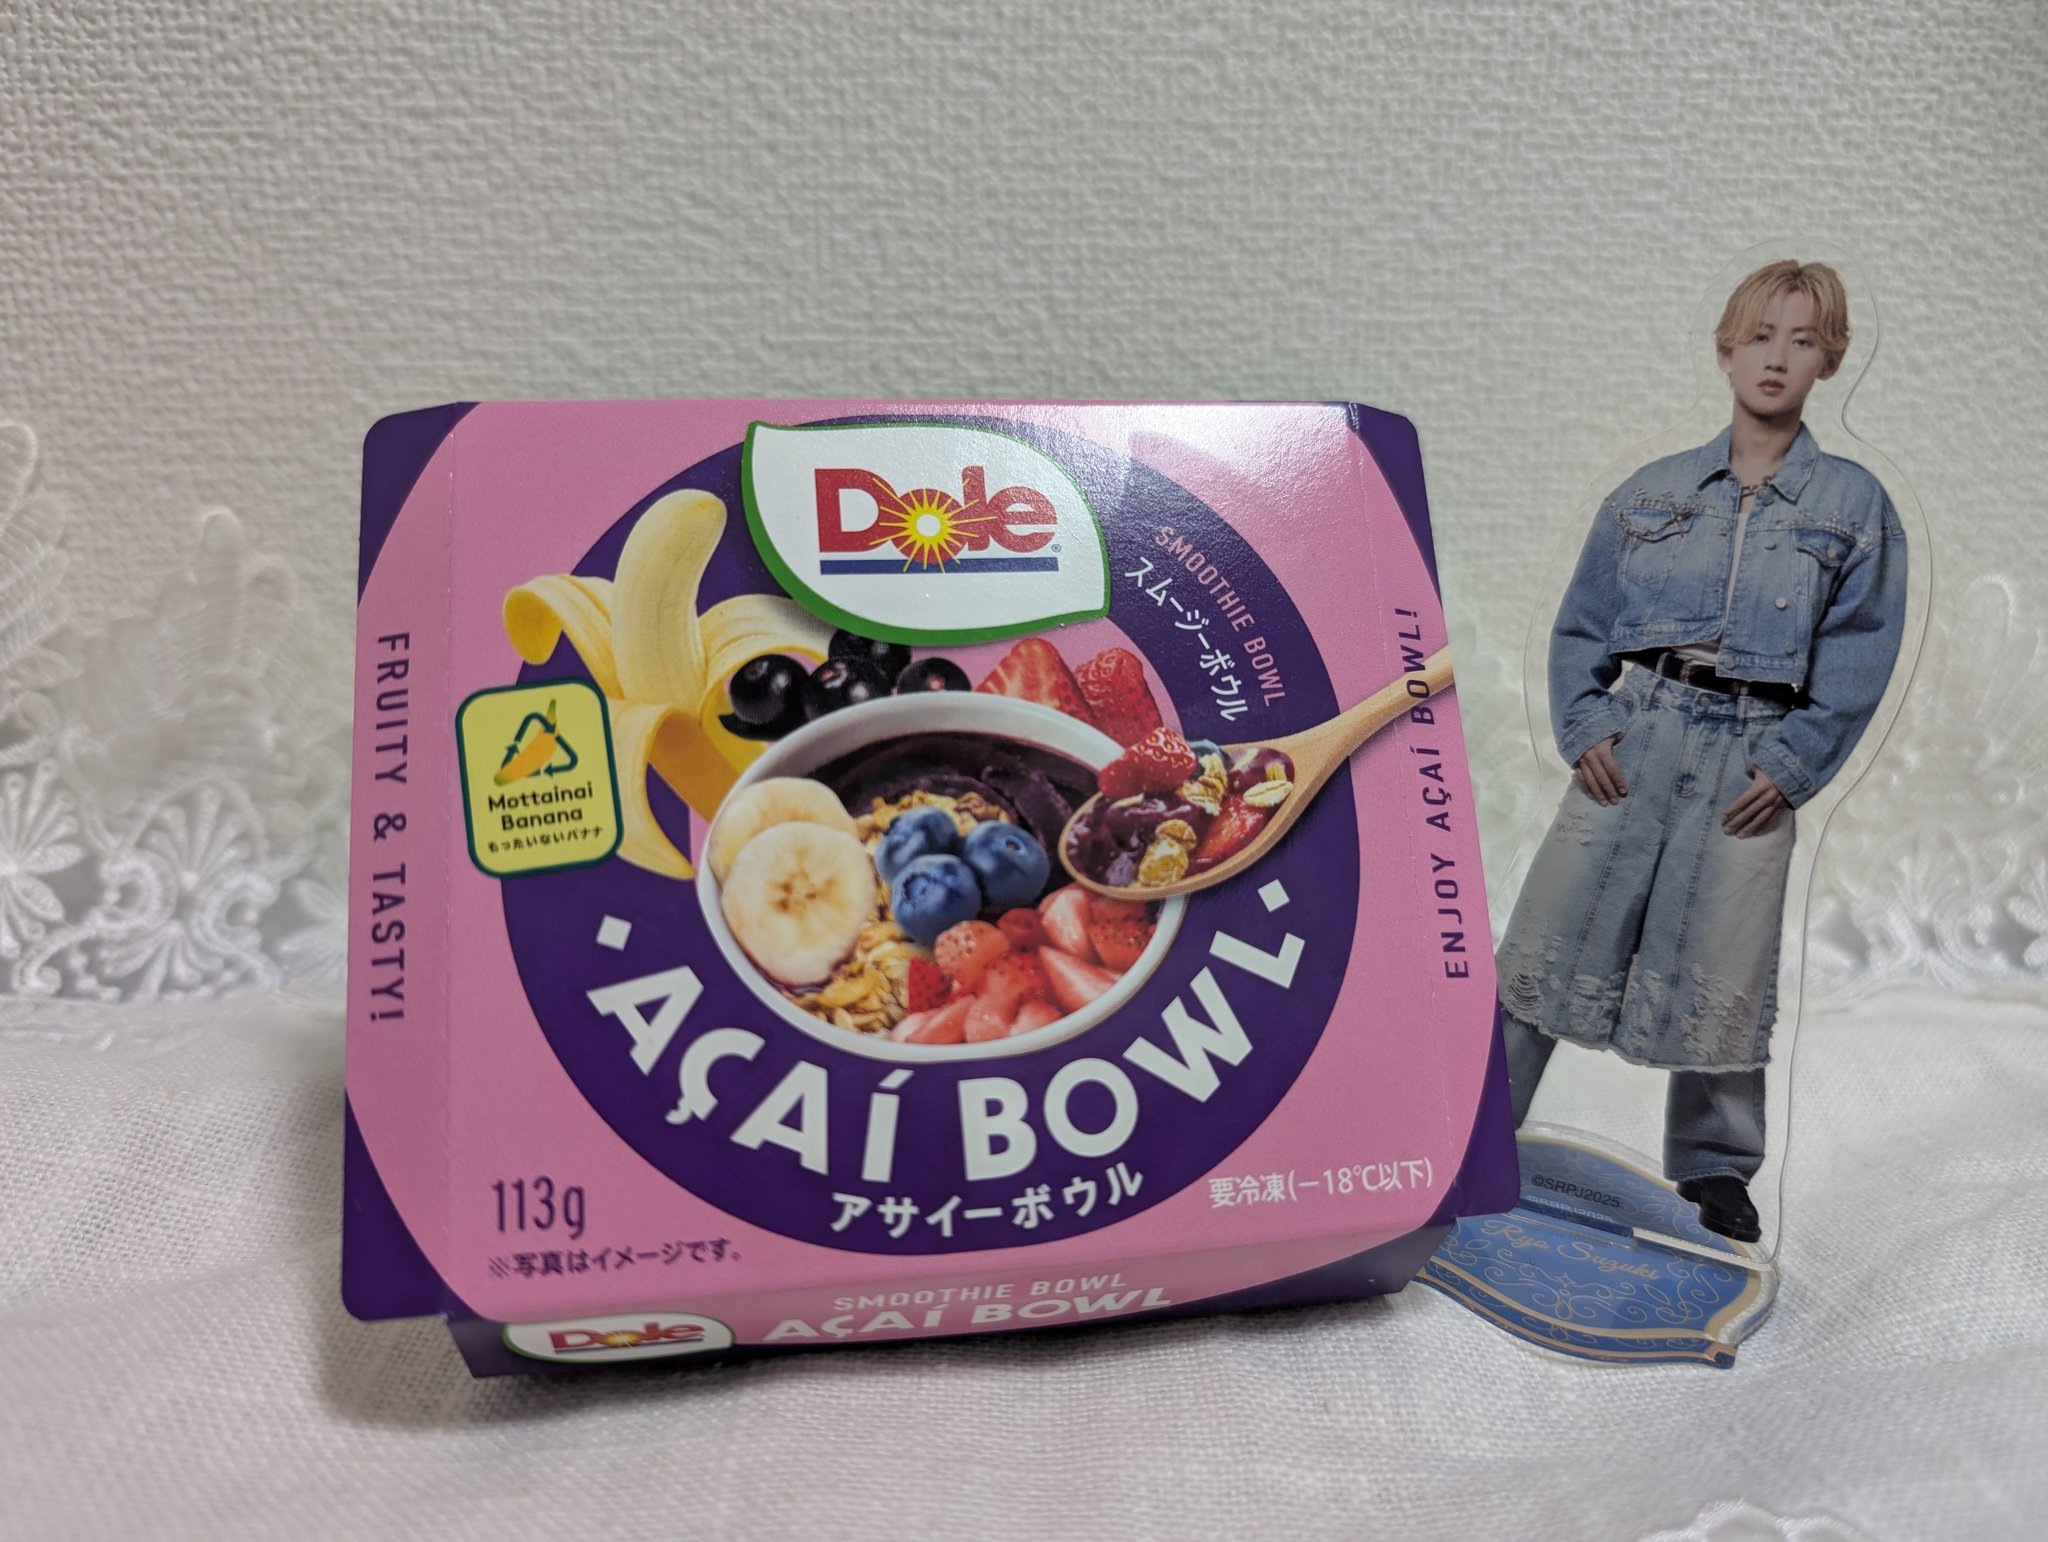 Dole
SMOOTHIE BOWL
スムージーボウル
FRUITY & TASTY!
Mottainai
Banana
もったいないバナナ
ENJOY AÇAÍ BOWL!
・AÇAÍ BOWL・
アサイーボウル
113g
※写真はイメージです。
要冷凍(−18℃以下)
Dole
SMOOTHIE BOWL
AÇAÍ BOWL
©SRPJ2025
©SRPJ2025
Ryo Suzuki